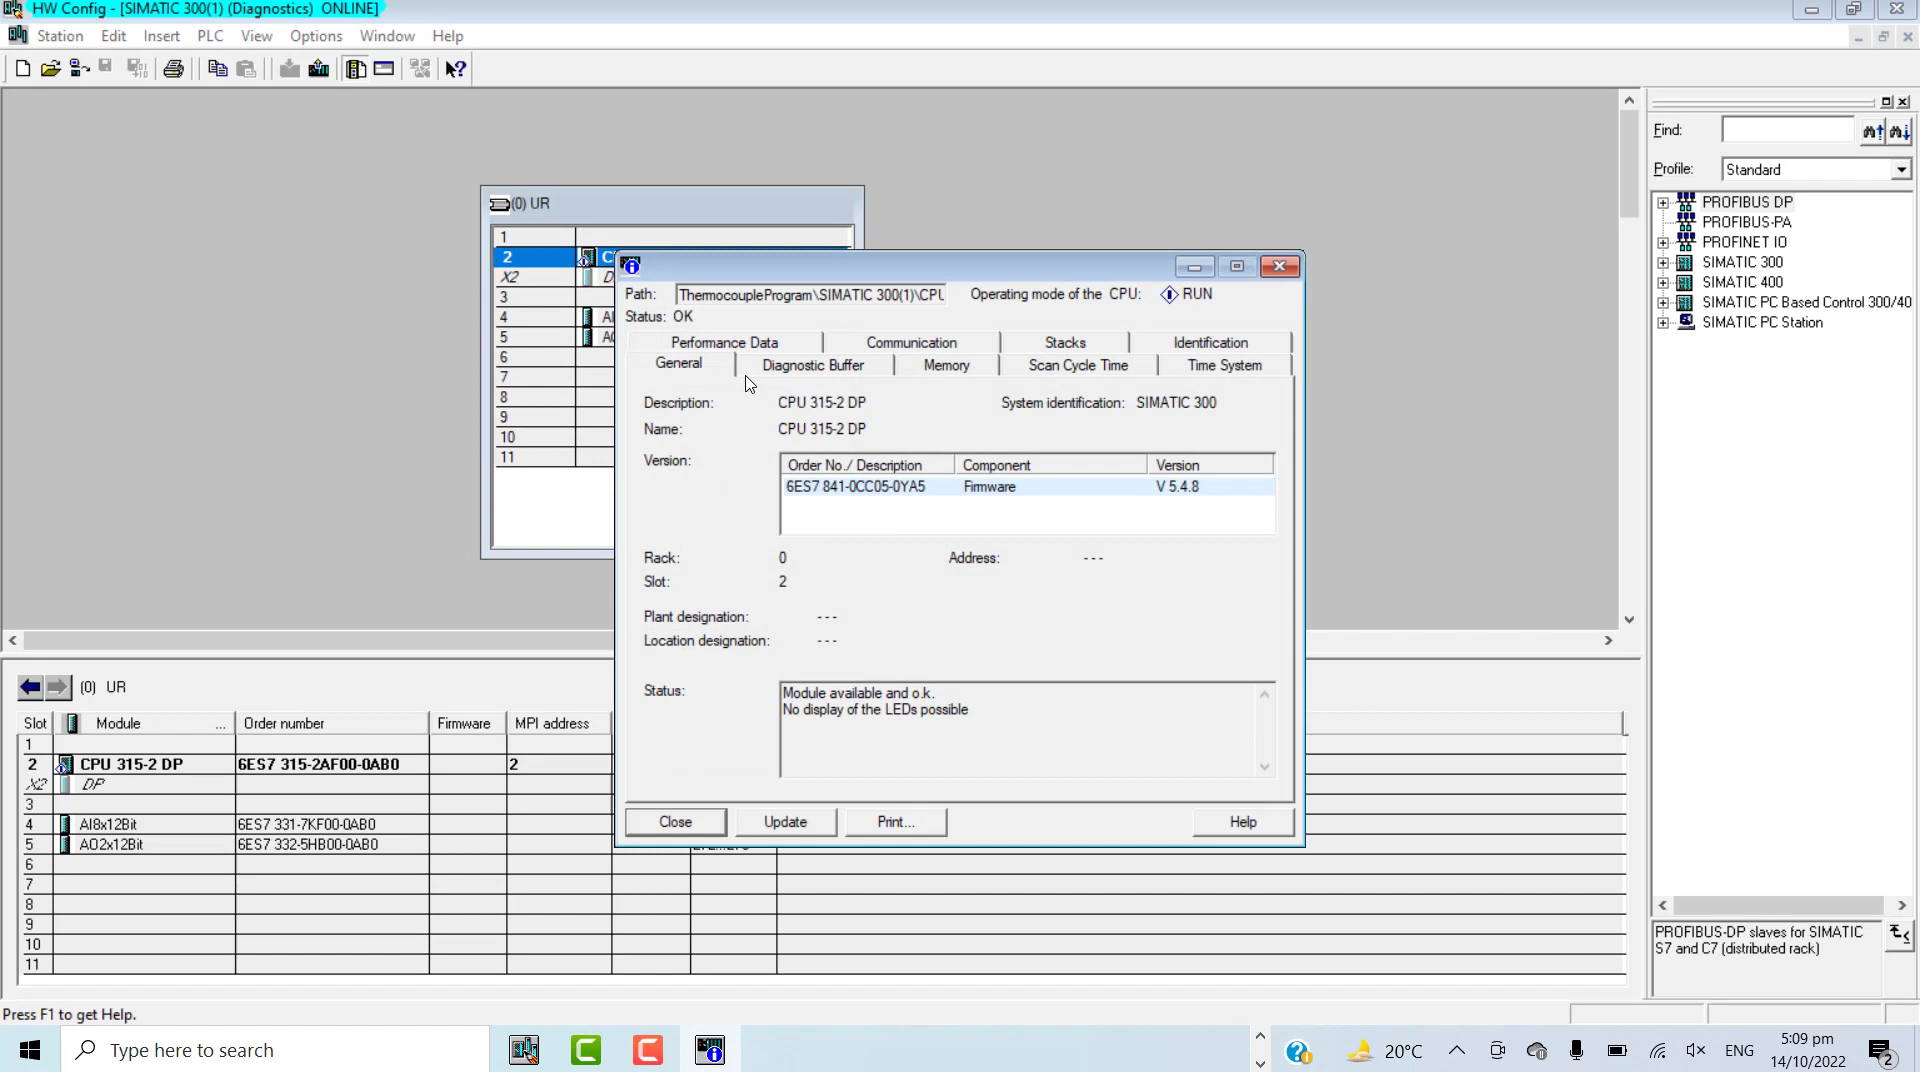 HW Config - [SIMATIC 300(1) (Diagnostics) ONLINE]
Station Edit Insert PLC View Options Window Help
(0) UR
1
2 C
X2 D
3
4 AI
5 AO
6
7
8
9
10
11
Path: ThermocoupleProgram\SIMATIC 300(1)\CPU Operating mode of the CPU: RUN
Status: OK
Performance Data Communication Stacks Identification
General Diagnostic Buffer Memory Scan Cycle Time Time System
Description: CPU 315-2 DP System identification: SIMATIC 300
Name: CPU 315-2 DP
Version: Order No./ Description Component Version
6ES7 841-0CC05-0YA5 Firmware V 5.4.8
Rack: 0 Address: - - -
Slot: 2
Plant designation: - - -
Location designation: - - -
Status: Module available and o.k.
No display of the LEDs possible
Close Update Print... Help
Find:
Profile: Standard
PROFIBUS DP
PROFIBUS-PA
PROFINET IO
SIMATIC 300
SIMATIC 400
SIMATIC PC Based Control 300/40
SIMATIC PC Station
PROFIBUS-DP slaves for SIMATIC
S7 and C7 (distributed rack)
(0) UR
Slot Module ... Order number Firmware MPI address
1
2 CPU 315-2 DP 6ES7 315-2AF00-0AB0 2
X2 DP
3
4 AI8x12Bit 6ES7 331-7KF00-0AB0
5 AO2x12Bit 6ES7 332-5HB00-0AB0
6
7
8
9
10
11
Press F1 to get Help.
Type here to search
20°C
ENG
5:09 pm
14/10/2022
2